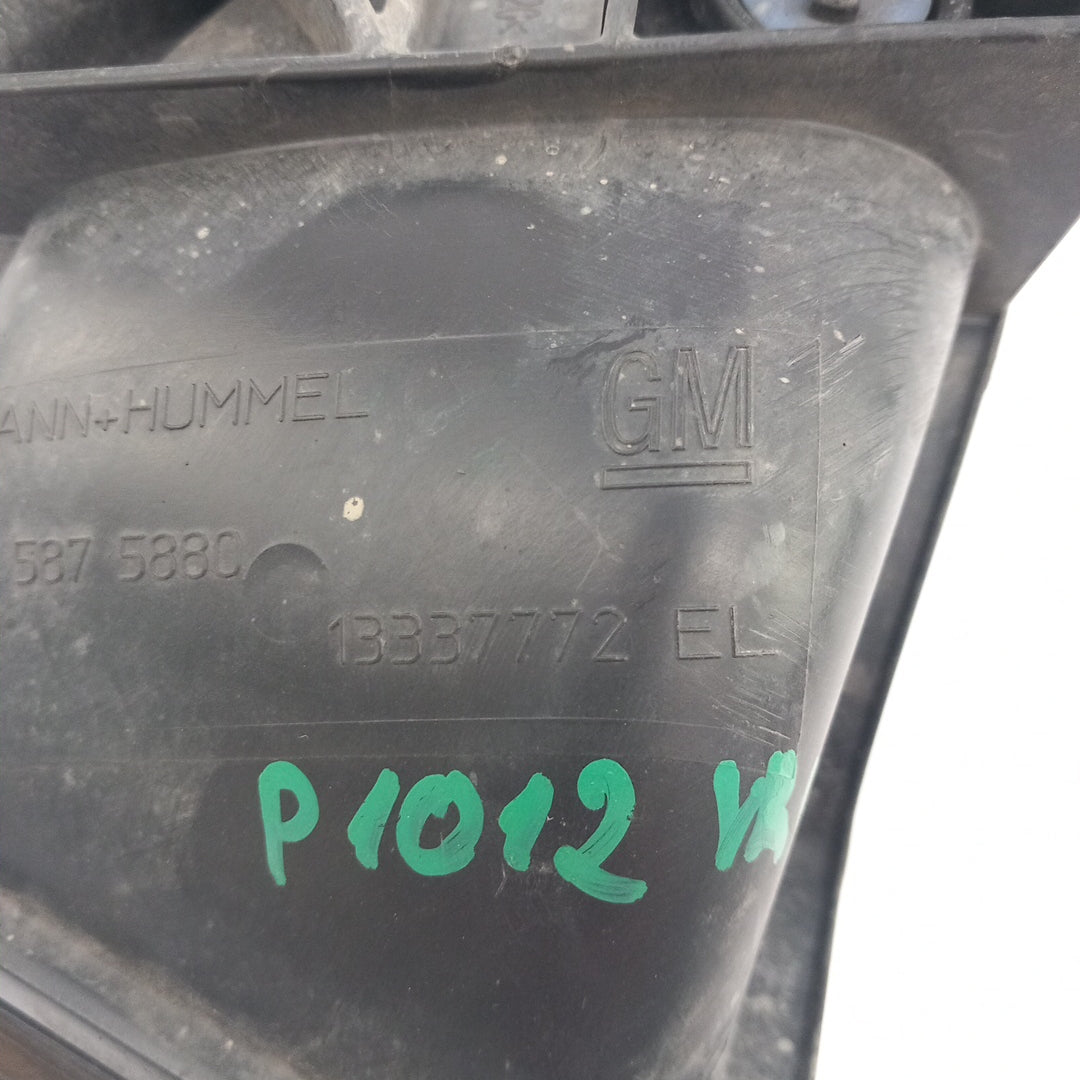 ANN+HUMMEL
GM
587 5880
13337772 EL
P1012